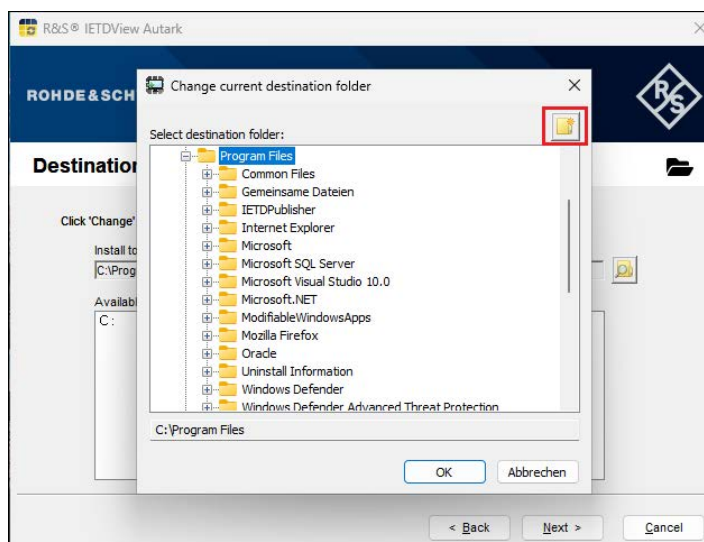 R&S® IETDView Autark
ROHDE&SCH
Change current destination folder
Select destination folder:
Destination
Program Files
Common Files
Gemeinsame Dateien
IETDPublisher
Internet Explorer
Microsoft
Microsoft SQL Server
Microsoft Visual Studio 10.0
Microsoft.NET
ModifiableWindowsApps
Mozilla Firefox
Oracle
Uninstall Information
Windows Defender
Windows Defender Advanced Threat Protection
Click 'Change'
Install to
C:\Prog
Availabl
C:
C:\Program Files
OK
Abbrechen
< Back
Next >
Cancel
R&S